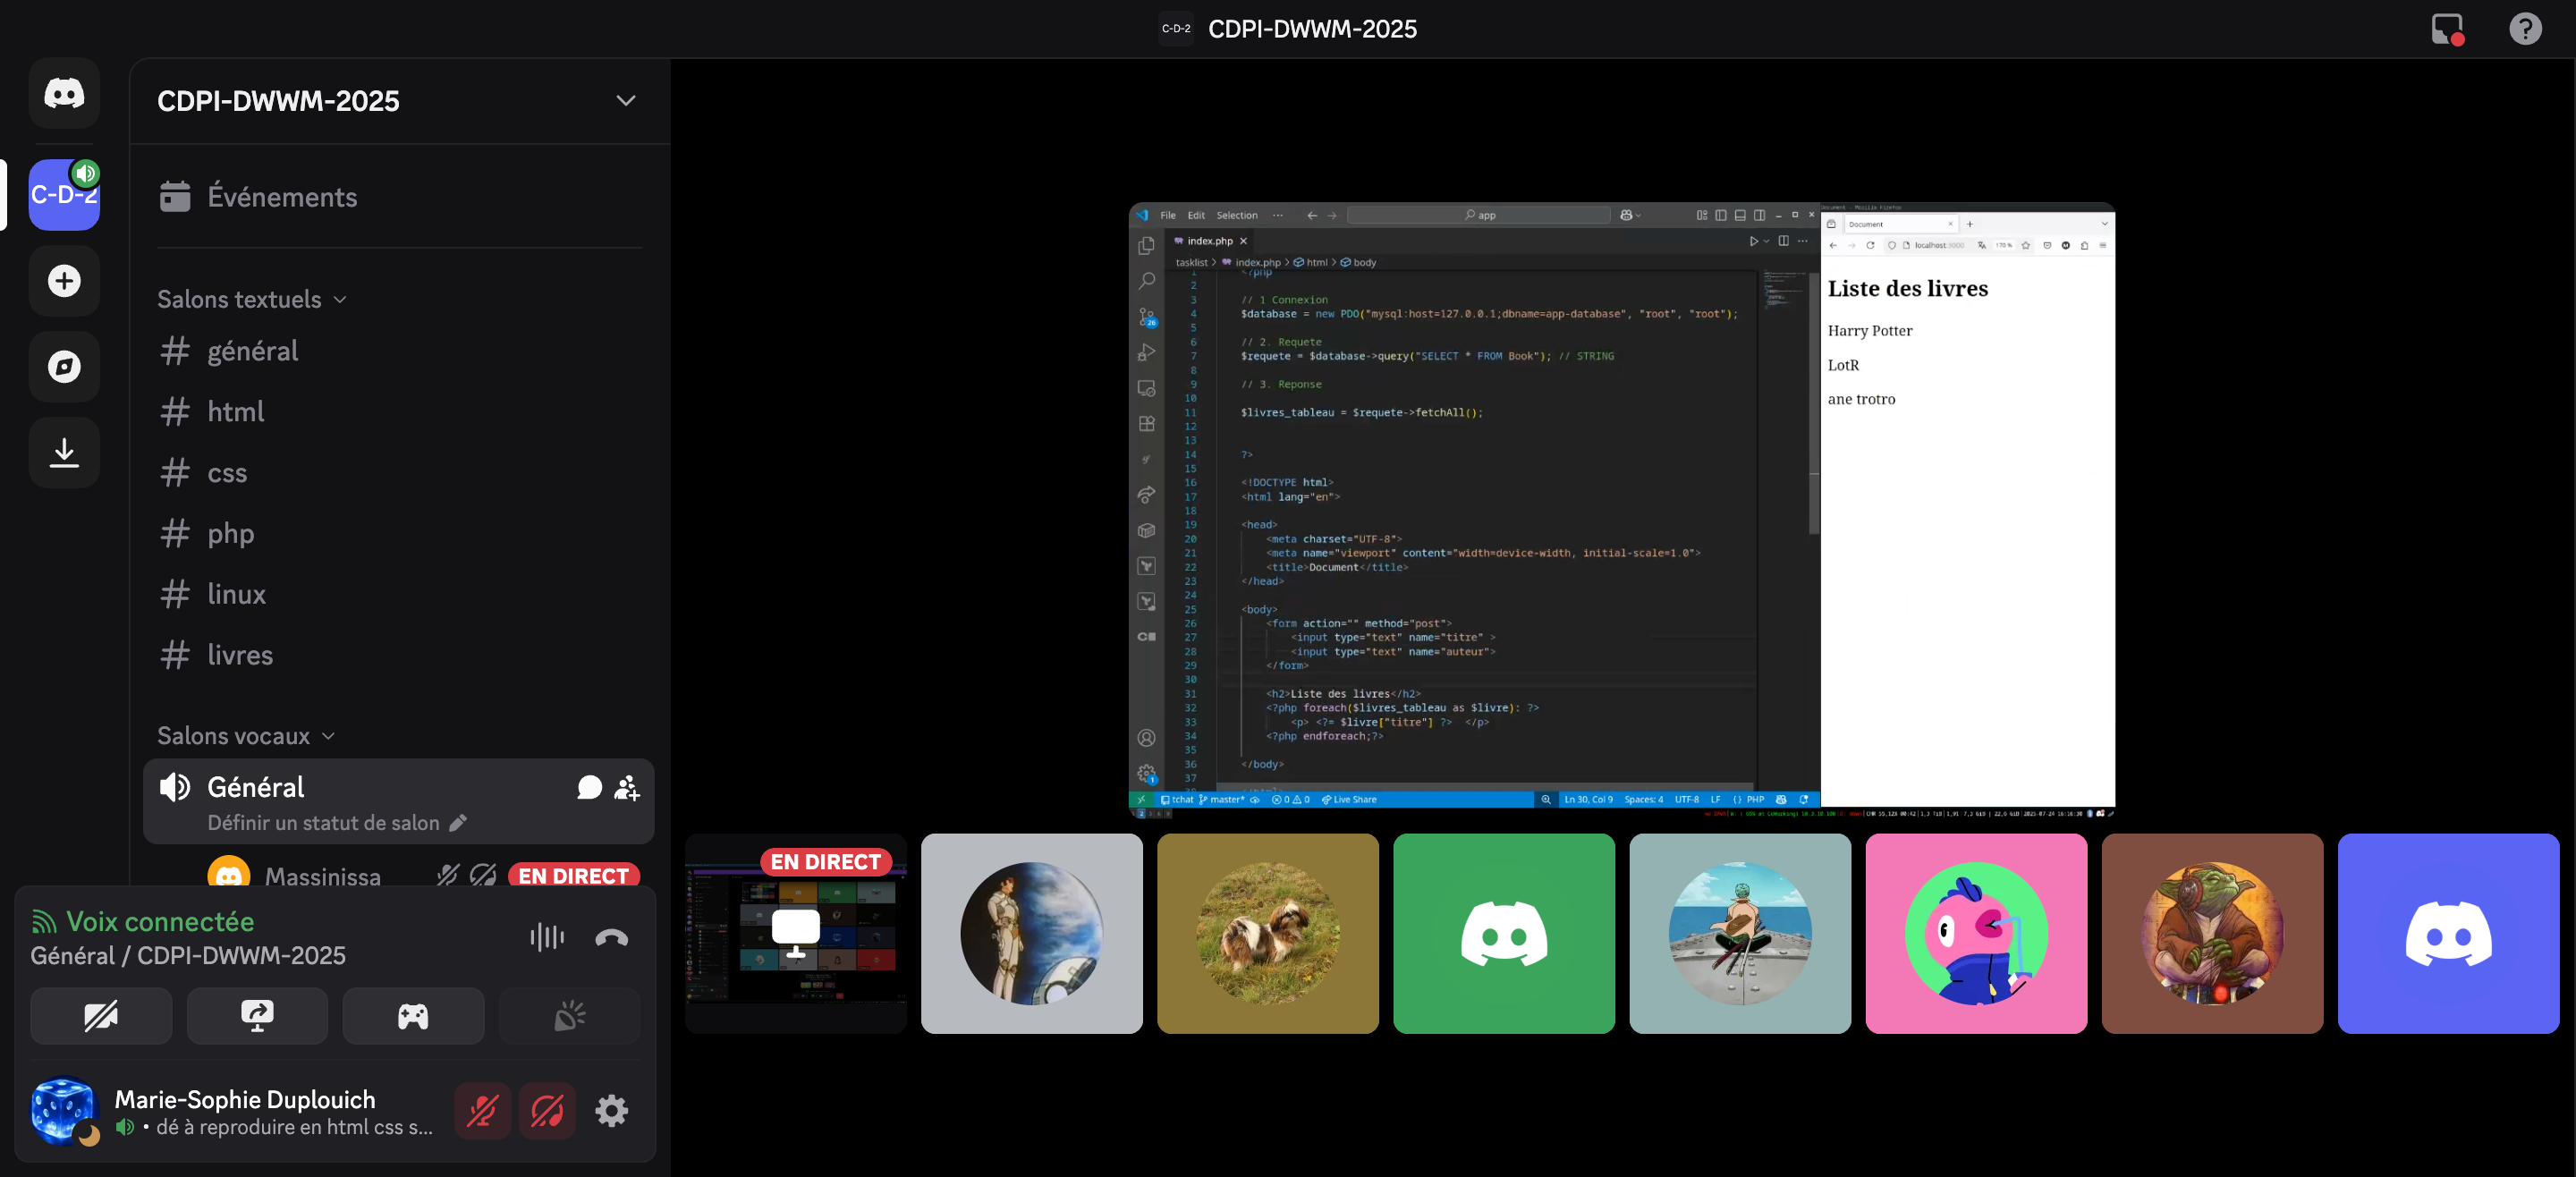 C-D-2 CDPI-DWWM-2025
CDPI-DWWM-2025
C-D-2
Événements
Salons textuels
# général
# html
# css
# php
# linux
# livres
Salons vocaux
Général
Définir un statut de salon
Massinissa EN DIRECT
Voix connectée
Général / CDPI-DWWM-2025
Marie-Sophie Duplouich
• dé à reproduire en html css s...
File Edit Selection ··· app
index.php
tasklist > index.php > html > body
1 <?php
2
3 // 1 Connexion
4 $database = new PDO("mysql:host=127.0.0.1;dbname=app-database", "root", "root");
5
6 // 2. Requete
7 $requete = $database->query("SELECT * FROM Book"); // STRING
8
9 // 3. Reponse
10
11 $livres_tableau = $requete->fetchAll();
12
13
14 ?>
15
16 <!DOCTYPE html>
17 <html lang="en">
18
19 <head>
20 <meta charset="UTF-8">
21 <meta name="viewport" content="width=device-width, initial-scale=1.0">
22 <title>Document</title>
23 </head>
24
25 <body>
26 <form action="" method="post">
27 <input type="text" name="titre" >
28 <input type="text" name="auteur">
29 </form>
30
31 <h2>Liste des livres</h2>
32 <?php foreach($livres_tableau as $livre): ?>
33 <p> <?= $livre["titre"] ?> </p>
34 <?php endforeach;?>
35
36 </body>
37
26
1
tchat master* 0 0 Live Share Ln 30, Col 9 Spaces: 4 UTF-8 LF {} PHP
Document — Mozilla Firefox
Document
localhost:3000 170 %
Liste des livres
Harry Potter
LotR
ane trotro
EN DIRECT